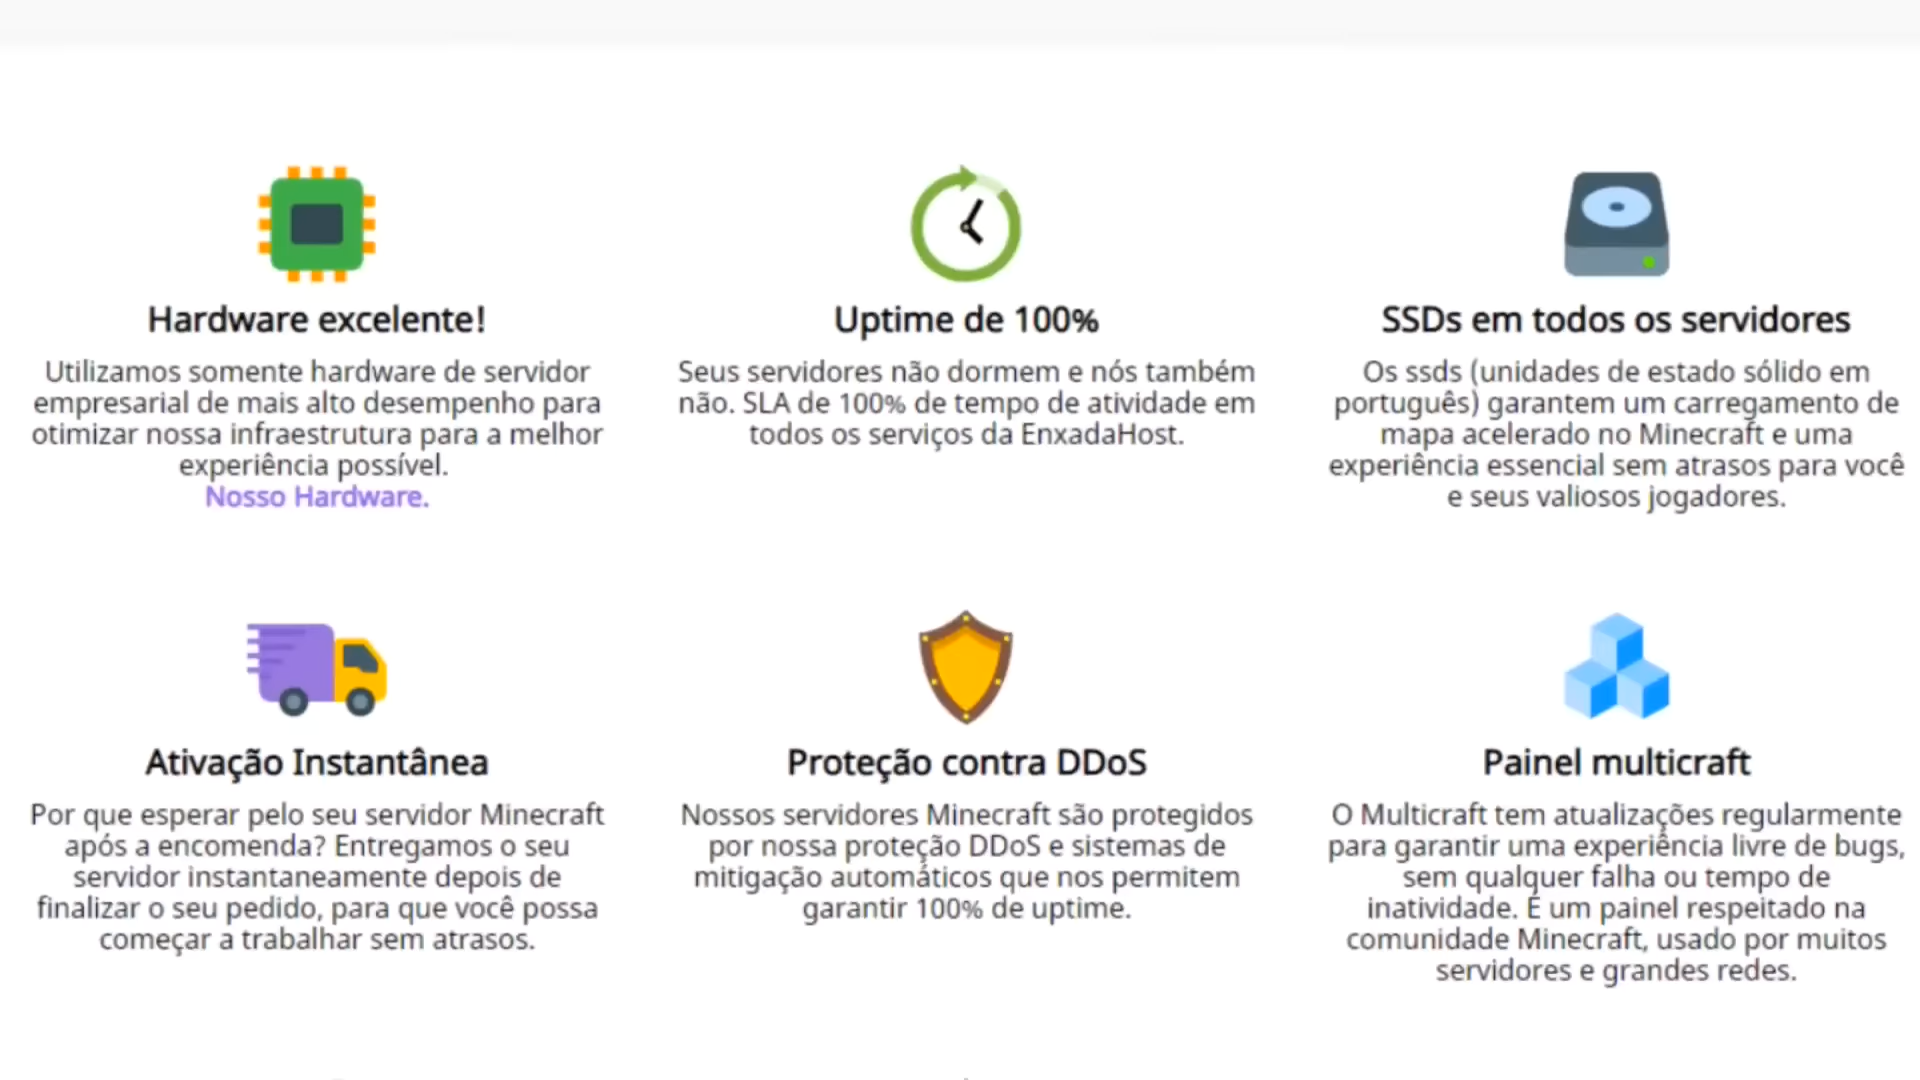 Hardware excelente!
Utilizamos somente hardware de servidor
empresarial de mais alto desempenho para
otimizar nossa infraestrutura para a melhor
experiência possível.
Nosso Hardware.
Uptime de 100%
Seus servidores não dormem e nós também
não. SLA de 100% de tempo de atividade em
todos os serviços da EnxadaHost.
SSDs em todos os servidores
Os ssds (unidades de estado sólido em
português) garantem um carregamento de
mapa acelerado no Minecraft e uma
experiência essencial sem atrasos para você
e seus valiosos jogadores.
Ativação Instantânea
Por que esperar pelo seu servidor Minecraft
após a encomenda? Entregamos o seu
servidor instantaneamente depois de
finalizar o seu pedido, para que você possa
começar a trabalhar sem atrasos.
Proteção contra DDoS
Nossos servidores Minecraft são protegidos
por nossa proteção DDoS e sistemas de
mitigação automáticos que nos permitem
garantir 100% de uptime.
Painel multicraft
O Multicraft tem atualizações regularmente
para garantir uma experiência livre de bugs,
sem qualquer falha ou tempo de
inatividade. É um painel respeitado na
comunidade Minecraft, usado por muitos
servidores e grandes redes.